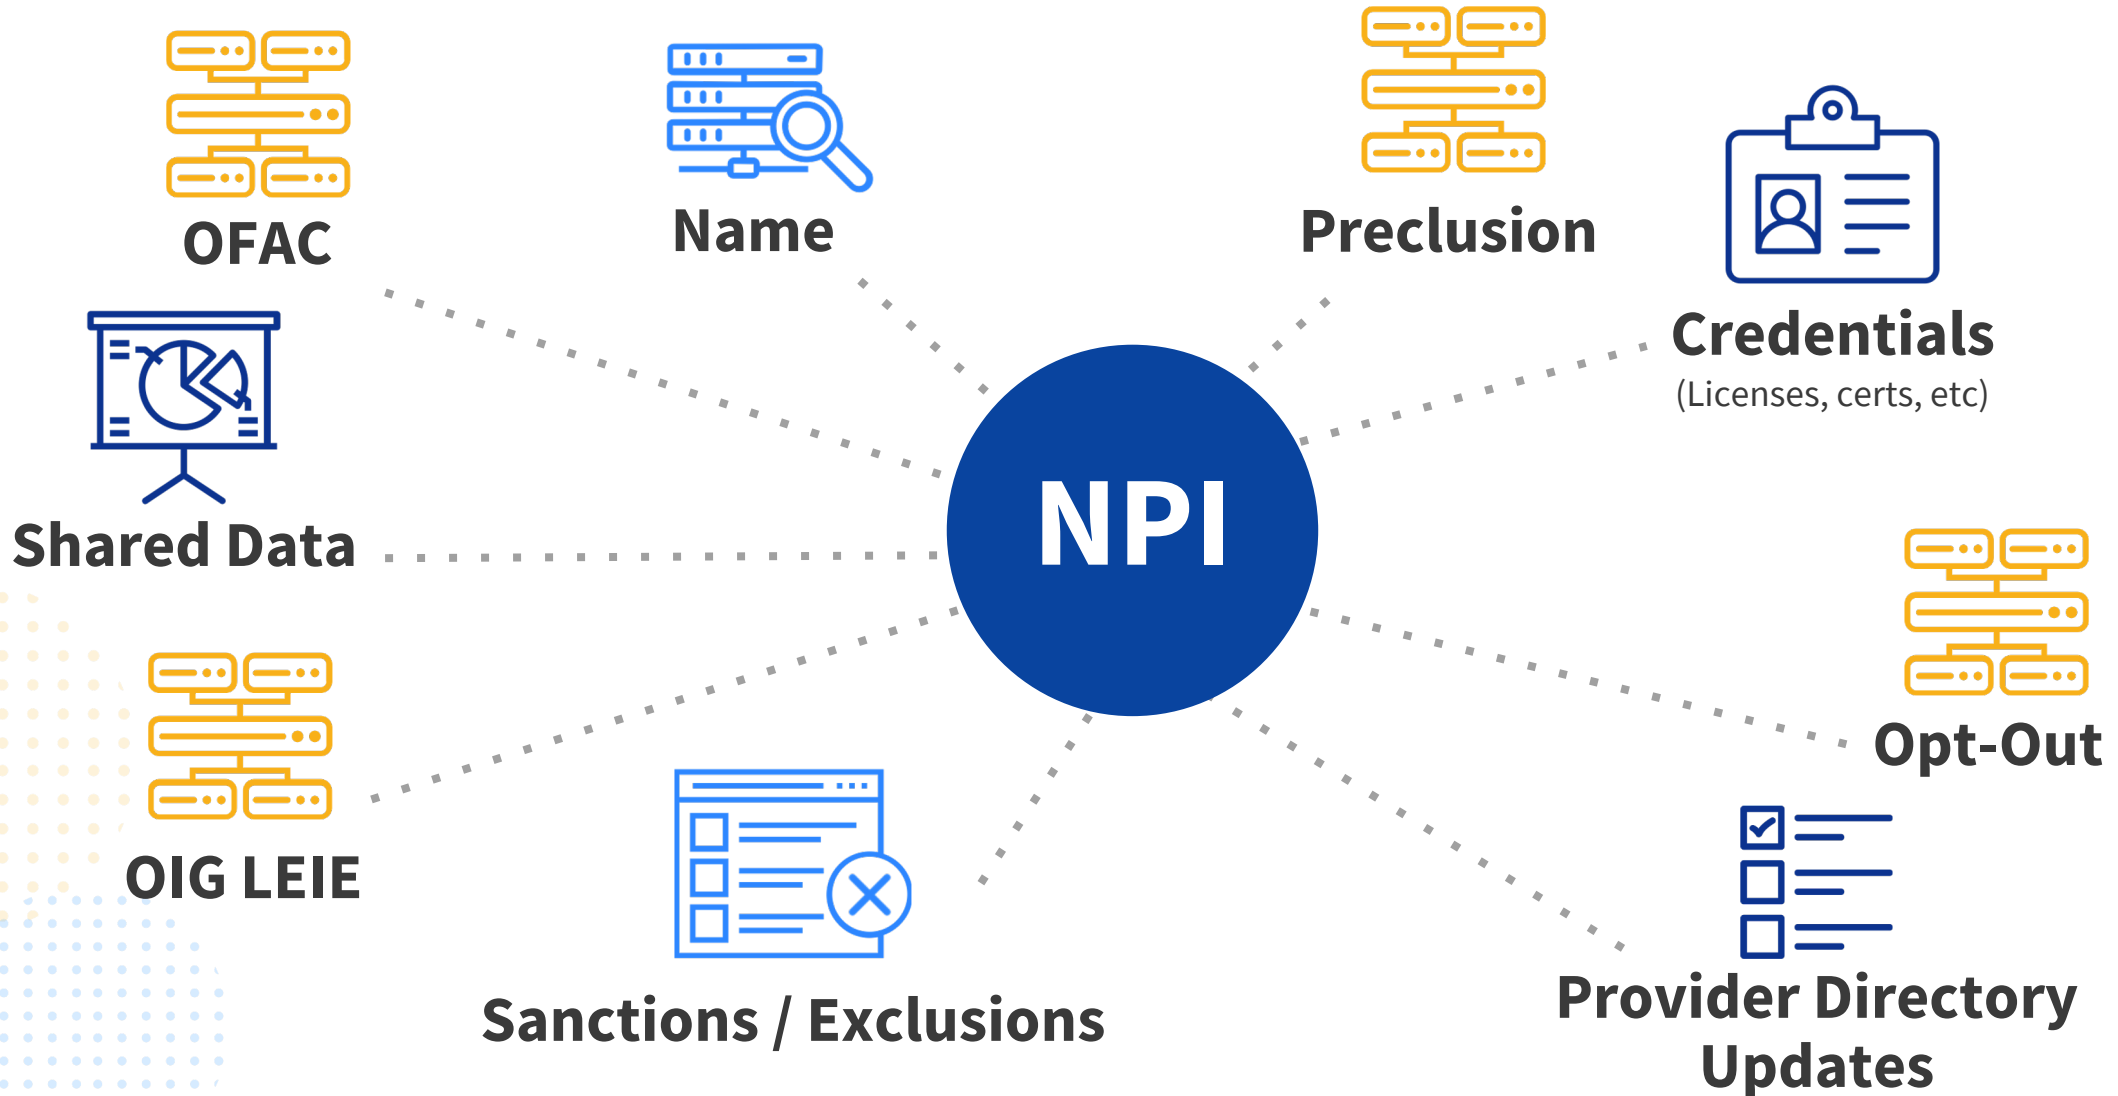 OFAC
Name
Preclusion
Credentials
(Licenses, certs, etc)
Shared Data
NPI
Opt-Out
OIG LEIE
Sanctions / Exclusions
Provider Directory
Updates